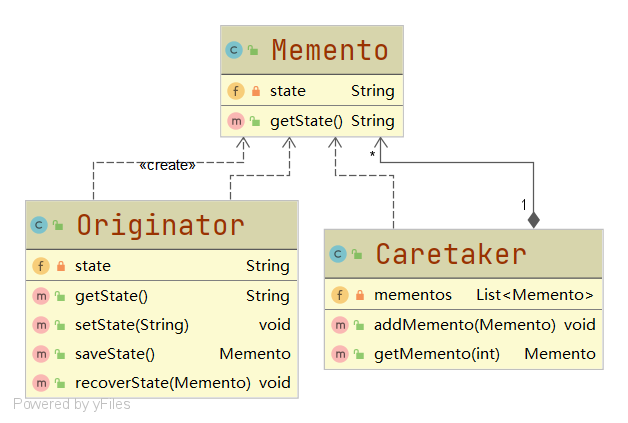 C Memento
f state String
m getState() String
«create»
*
1
C Originator
f state String
m getState() String
m setState(String) void
m saveState() Memento
m recoverState(Memento) void
C Caretaker
f mementos List<Memento>
m addMemento(Memento) void
m getMemento(int) Memento
Powered by yFiles